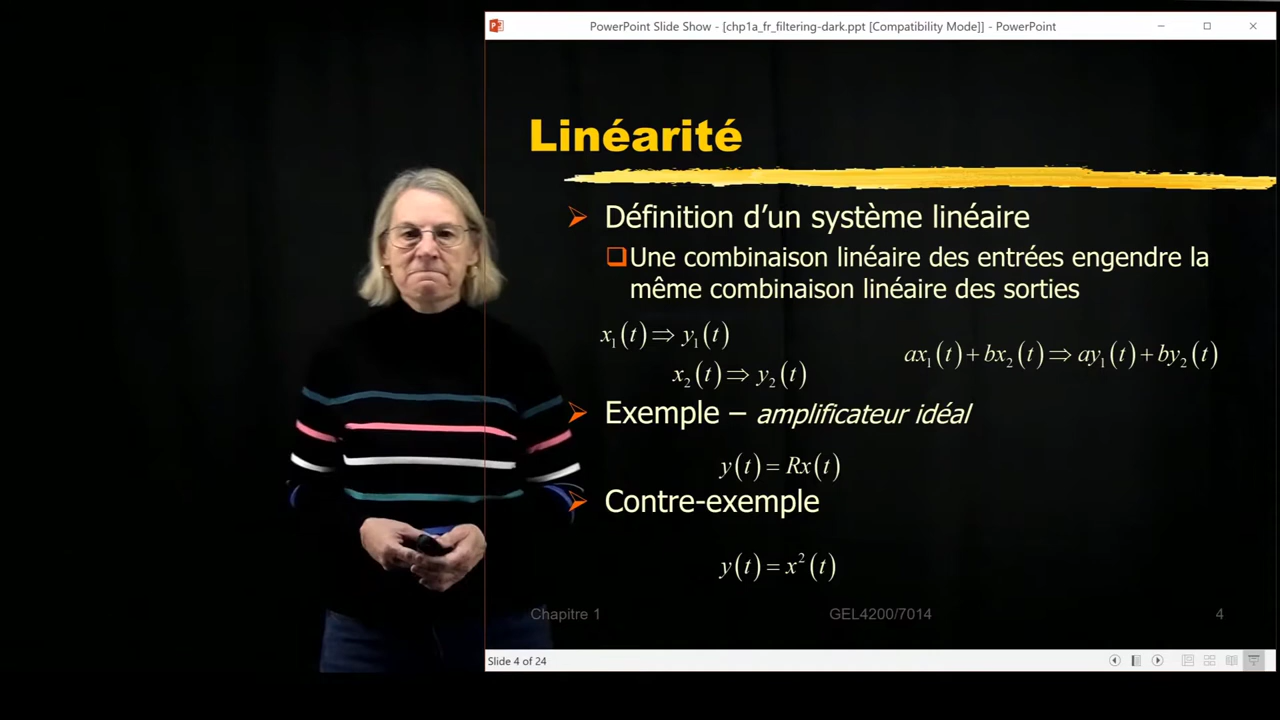 PowerPoint Slide Show - [chp1a_fr_filtering-dark.ppt [Compatibility Mode]] - PowerPoint
Linéarité
Définition d’un système linéaire
Une combinaison linéaire des entrées engendre la
même combinaison linéaire des sorties
x₁(t) ⇒ y₁(t)
x₂(t) ⇒ y₂(t)
ax₁(t) + bx₂(t) ⇒ ay₁(t) + by₂(t)
Exemple – amplificateur idéal
y(t) = Rx(t)
Contre-exemple
y(t) = x²(t)
Chapitre 1 GEL4200/7014 4
Slide 4 of 24